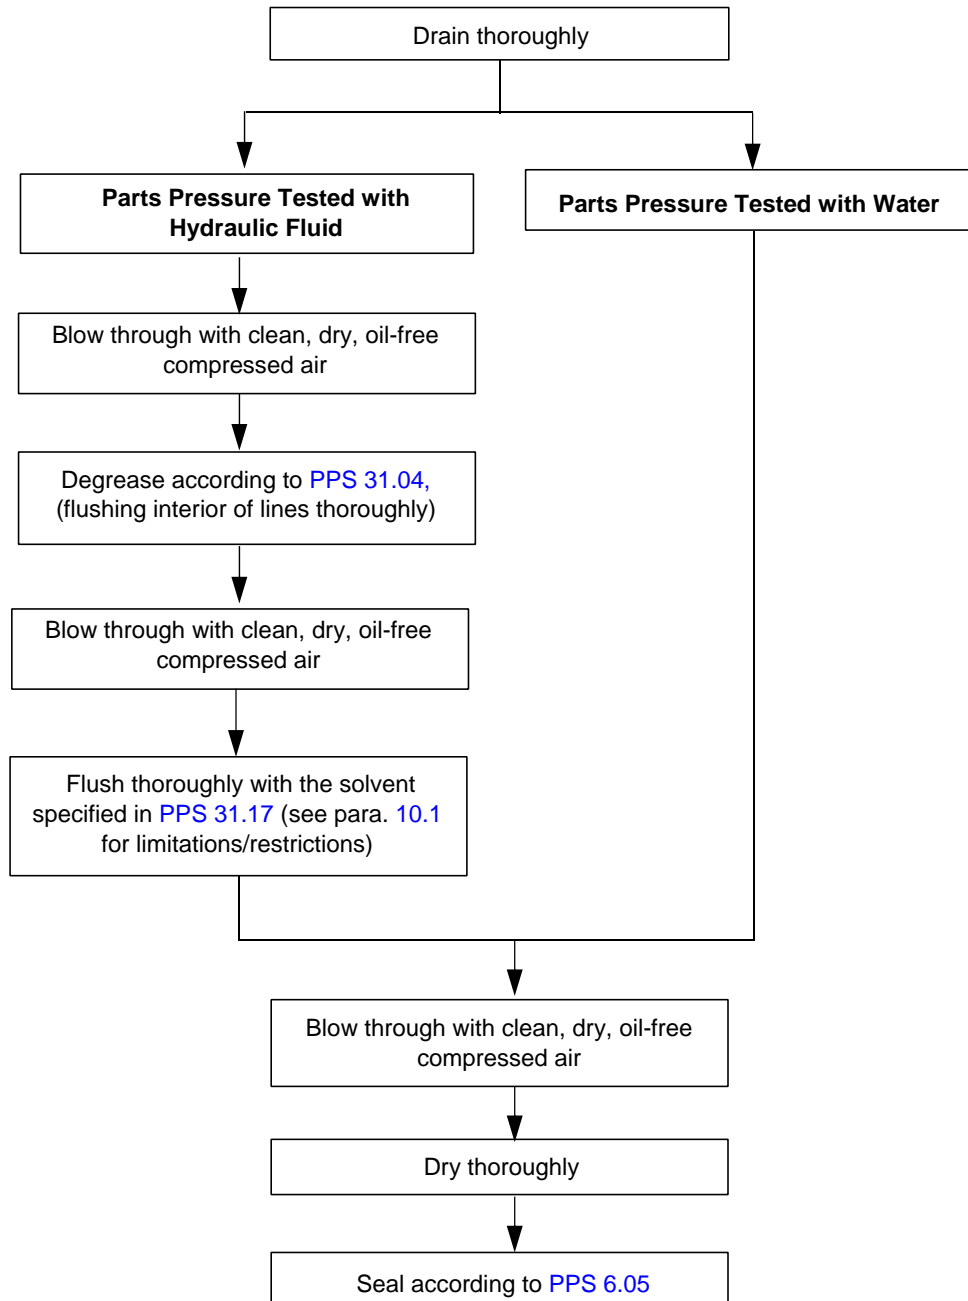 Drain thoroughly
Parts Pressure Tested with
Hydraulic Fluid
Parts Pressure Tested with Water
Blow through with clean, dry, oil-free
compressed air
Degrease according to PPS 31.04,
(flushing interior of lines thoroughly)
Blow through with clean, dry, oil-free
compressed air
Flush thoroughly with the solvent
specified in PPS 31.17 (see para. 10.1
for limitations/restrictions)
Blow through with clean, dry, oil-free
compressed air
Dry thoroughly
Seal according to PPS 6.05